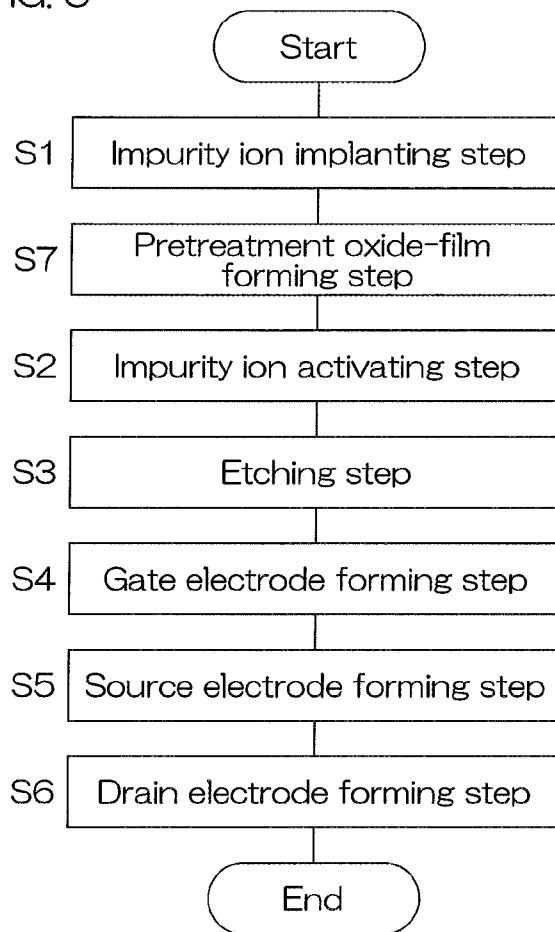 Start
S1 Impurity ion implanting step
S7 Pretreatment oxide-film
forming step
S2 Impurity ion activating step
S3 Etching step
S4 Gate electrode forming step
S5 Source electrode forming step
S6 Drain electrode forming step
End